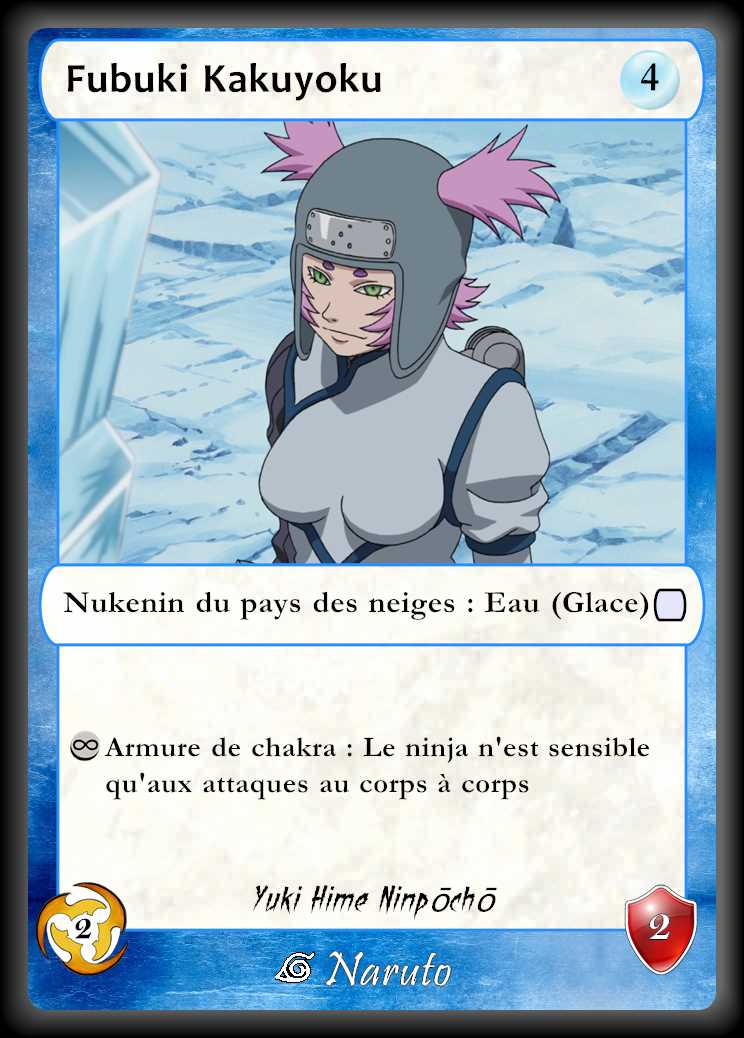 Fubuki Kakuyoku
4
Nukenin du pays des neiges : Eau (Glace)
∞ Armure de chakra : Le ninja n'est sensible
qu'aux attaques au corps à corps
Yuki Hime Ninpōchō
2
2
Naruto